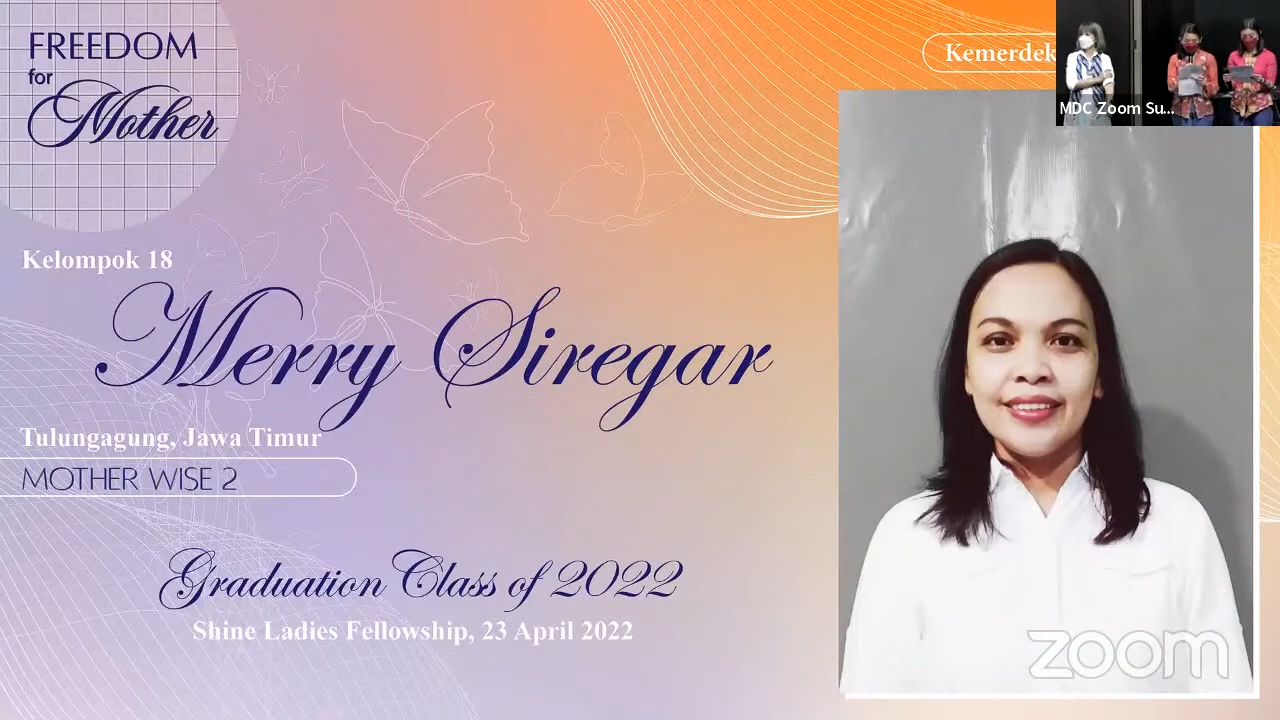 FREEDOM
for
Mother
Kemerdek
MDC Zoom Su...
Kelompok 18
Merry Siregar
Tulungagung, Jawa Timur
MOTHER WISE 2
Graduation Class of 2022
Shine Ladies Fellowship, 23 April 2022
zoom